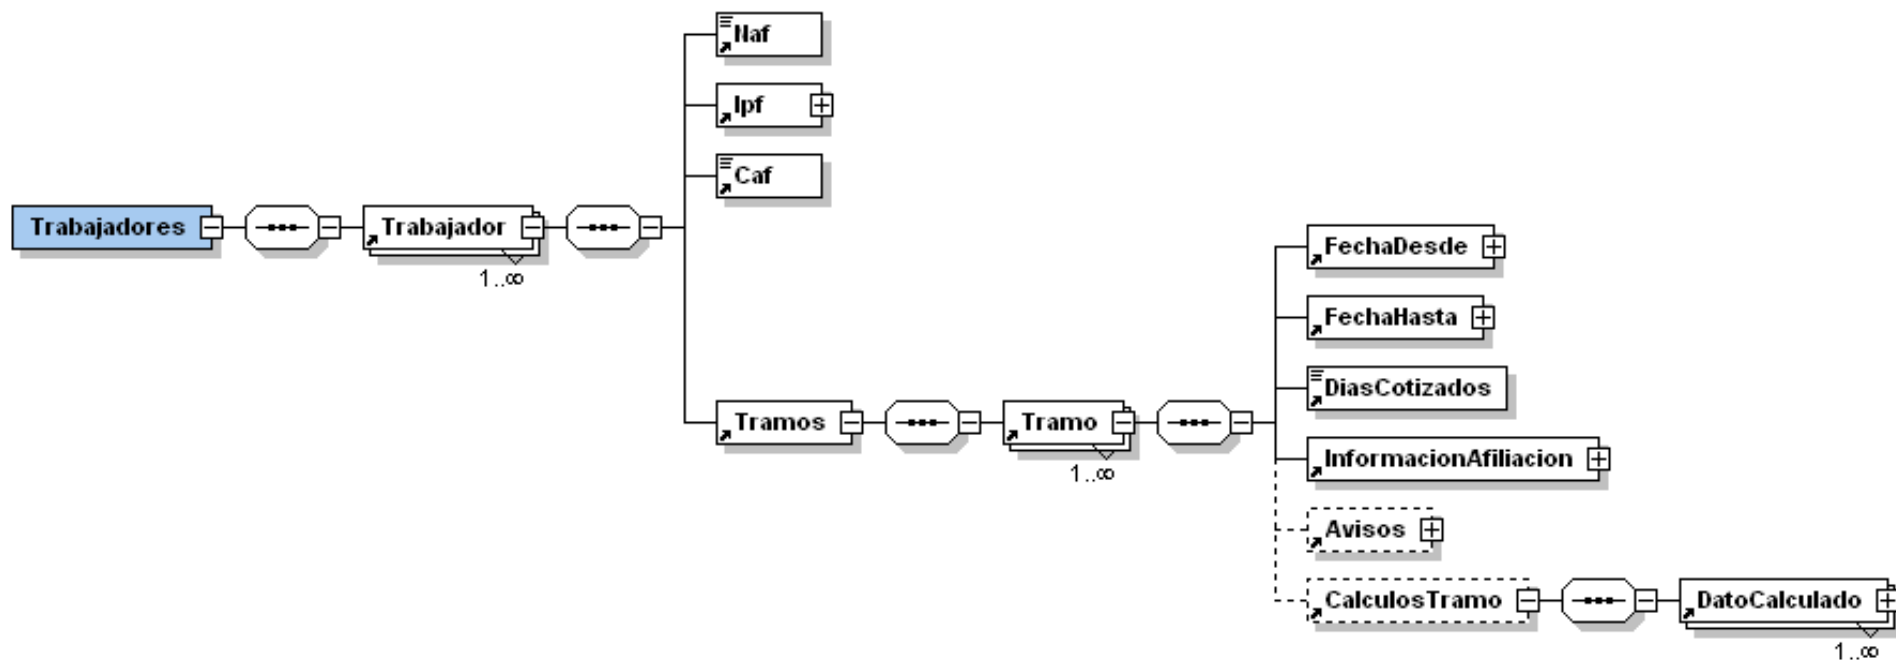 Naf
Ipf
Caf
Trabajadores
Trabajador
1..∞
FechaDesde
FechaHasta
DiasCotizados
Tramos
Tramo
1..∞
InformacionAfiliacion
Avisos
CalculosTramo
DatoCalculado
1..∞